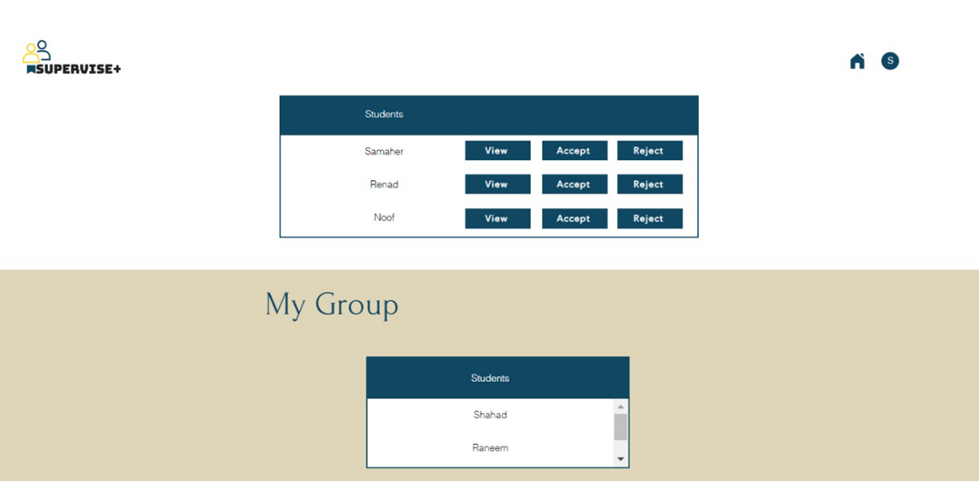 SUPERVISE+
S
Students
Samaher View Accept Reject
Renad View Accept Reject
Noof View Accept Reject
My Group
Students
Shahad
Raneem